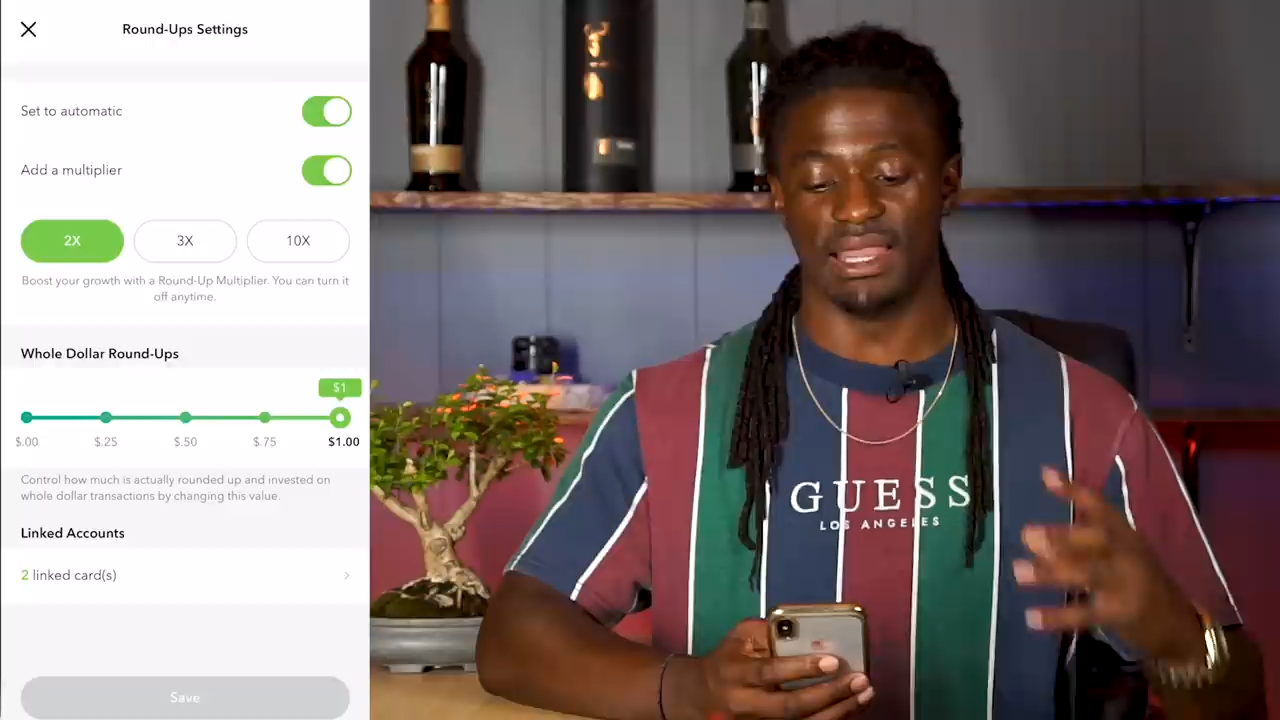 Round-Ups Settings
Set to automatic
Add a multiplier
2X 3X 10X
Boost your growth with a Round-Up Multiplier. You can turn it
off anytime.
Whole Dollar Round-Ups
$1
$.00 $.25 $.50 $.75 $1.00
Control how much is actually rounded up and invested on
whole dollar transactions by changing this value.
Linked Accounts
2 linked card(s)
Save
GUESS
LOS ANGELES